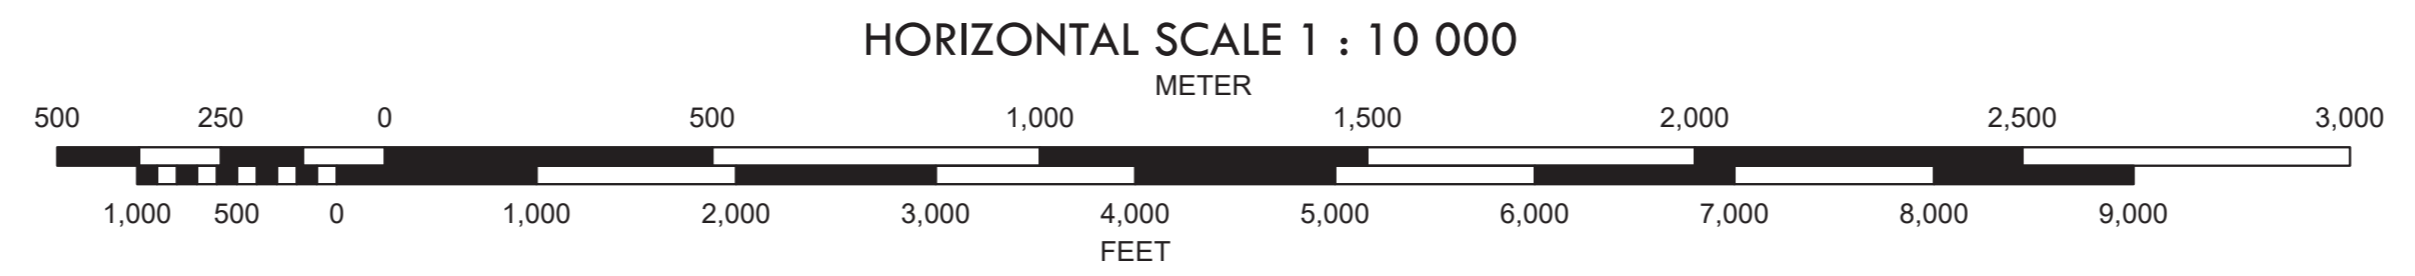 HORIZONTAL SCALE 1 : 10 000
METER
500 250 0 500 1,000 1,500 2,000 2,500 3,000
1,000 500 0 1,000 2,000 3,000 4,000 5,000 6,000 7,000 8,000 9,000
FEET